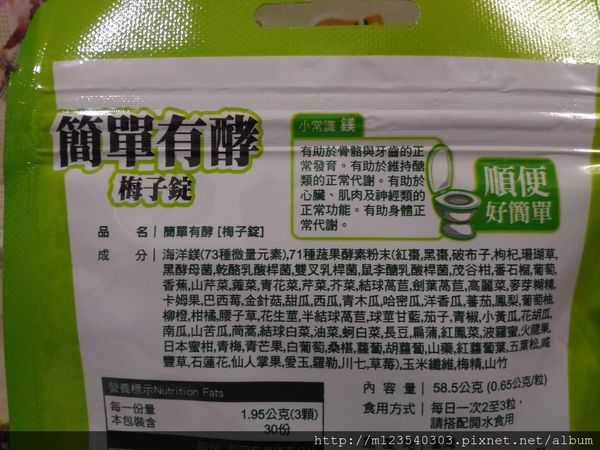 簡單有酵
梅子錠
小常識 鎂
有助於骨骼與牙齒的正
常發育。有助於維持醣
類的正常代謝。有助於
心臟、肌肉及神經類的
正常功能。有助身體正
常代謝。
順便
好簡單
品 名 簡單有酵 [梅子錠]
成 分 海洋鎂(73種微量元素),71種蔬果酵素粉末(紅棗,黑棗,破布子,枸杞,珊瑚草,
黑酵母菌,乾酪乳酸桿菌,雙叉乳桿菌,鼠李醣乳酸桿菌,茂谷柑,番石榴,葡萄,
香蕉,山芹菜,蘿菜,青花菜,芹菜,芥菜,結球萵苣,劍葉萵苣,高麗菜,麥芽糊精,
卡姆果,巴西莓,金針菇,甜瓜,西瓜,青木瓜,哈密瓜,洋香瓜,蕃茄,鳳梨,葡萄柚,
柳橙,柑橘,腰子草,花生莖,半結球萵苣,球莖甘藍,茄子,青椒,小黃瓜,花胡瓜,
南瓜,山苦瓜,茼蒿,結球白菜,油菜,蚵白菜,長豆,扁蒲,紅鳳菜,波羅蜜,火龍果,
日本蜜柑,青梅,青芒果,白葡萄,桑椹,蘿蔔,胡蘿蔔,山藥,紅蘿蔔葉,五葉松,咸
豐草,石蓮花,仙人掌果,愛玉,羅勒,川七,草莓),玉米纖維,梅精,山竹
營養標示Nutrition Fats
每一份量 1.95公克(3顆)
本包裝含 30份
內 容 量 58.5公克 (0.65公克/粒)
食用方式 每日一次2至3粒,
請搭配開水食用
http://m123540303.pixnet.net/album